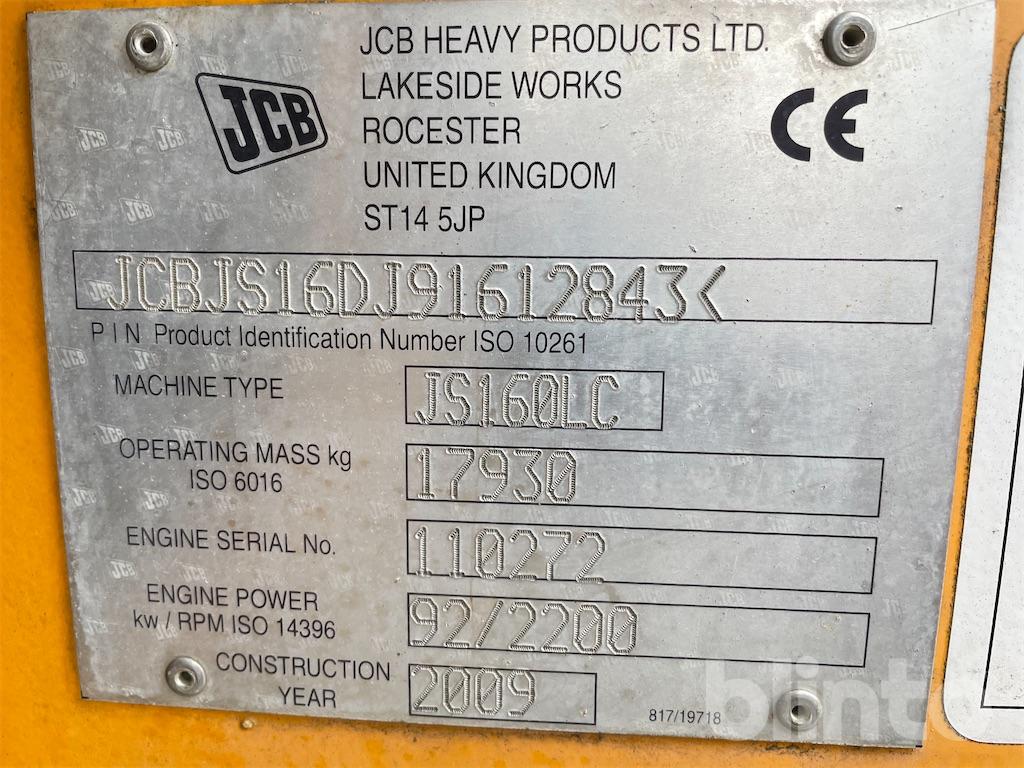 JCB HEAVY PRODUCTS LTD.
LAKESIDE WORKS
ROCESTER
UNITED KINGDOM
ST14 5JP
JCB
CE
JCBJS16DJ91612843<
P I N Product Identification Number ISO 10261
MACHINE TYPE
JS160LC
OPERATING MASS kg
ISO 6016
17930
ENGINE SERIAL No.
110272
ENGINE POWER
kw / RPM ISO 14396
92/2200
CONSTRUCTION
YEAR
2009
817/19718
blinto